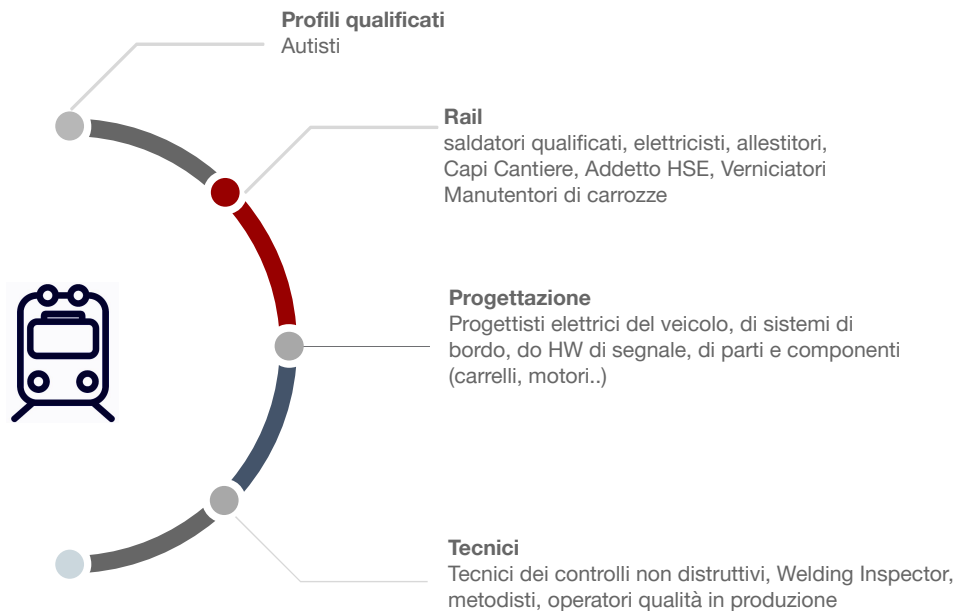 Profili qualificati
Autisti
Rail
saldatori qualificati, elettricisti, allestitori,
Capi Cantiere, Addetto HSE, Verniciatori
Manutentori di carrozze
Progettazione
Progettisti elettrici del veicolo, di sistemi di
bordo, do HW di segnale, di parti e componenti
(carrelli, motori..)
Tecnici
Tecnici dei controlli non distruttivi, Welding Inspector,
metodisti, operatori qualità in produzione